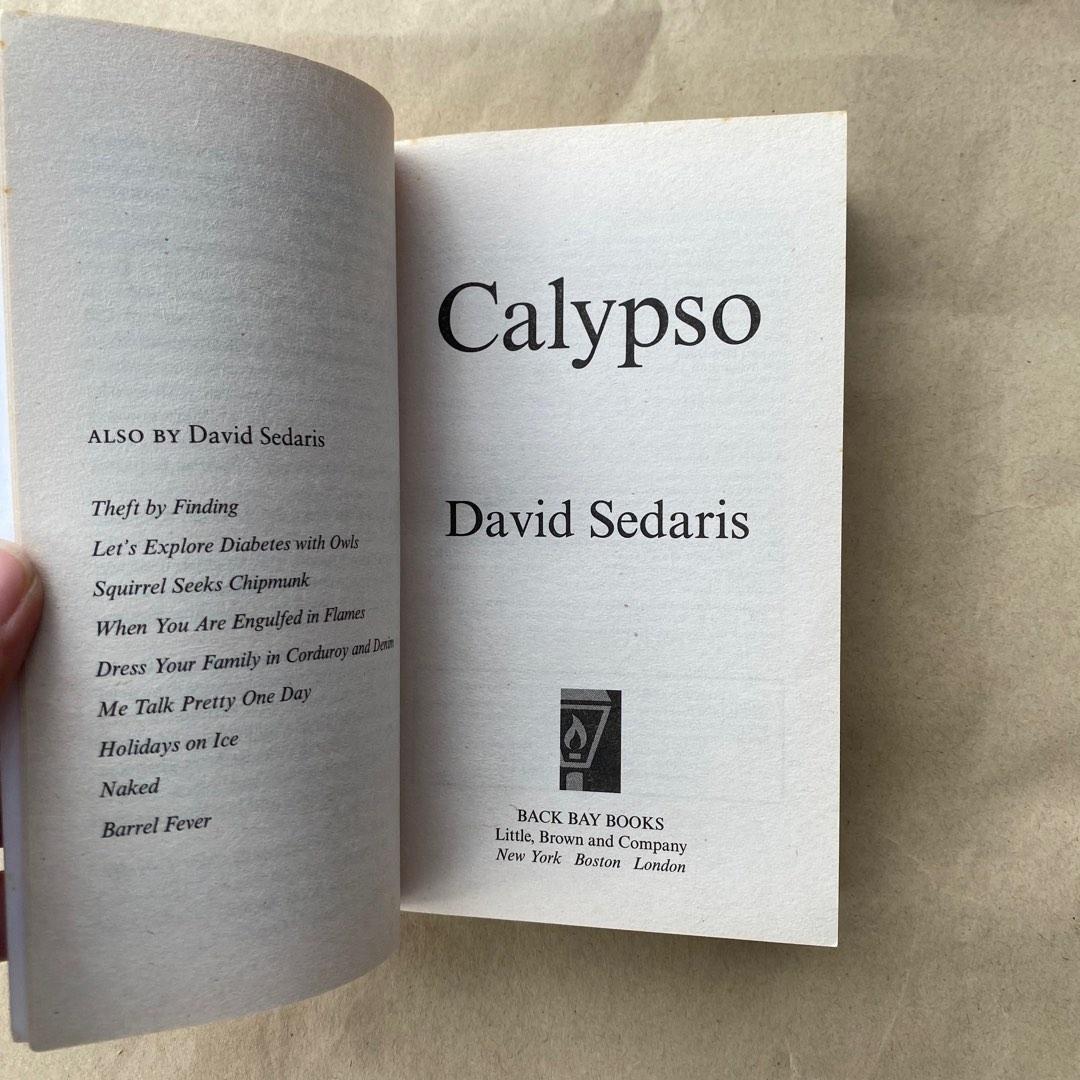 ALSO BY David Sedaris
Theft by Finding
Let's Explore Diabetes with Owls
Squirrel Seeks Chipmunk
When You Are Engulfed in Flames
Dress Your Family in Corduroy and Denim
Me Talk Pretty One Day
Holidays on Ice
Naked
Barrel Fever
Calypso
David Sedaris
BACK BAY BOOKS
Little, Brown and Company
New York Boston London